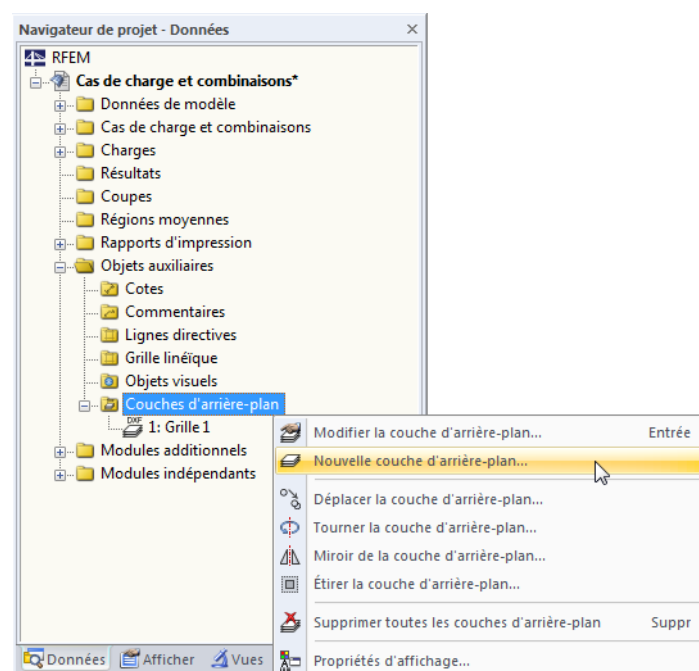 Navigateur de projet - Données
RFEM
Cas de charge et combinaisons*
Données de modèle
Cas de charge et combinaisons
Charges
Résultats
Coupes
Régions moyennes
Rapports d'impression
Objets auxiliaires
Cotes
Commentaires
Lignes directives
Grille linéïque
Objets visuels
Couches d'arrière-plan
DXF
1: Grille 1
Modules additionnels
Modules indépendants
Modifier la couche d'arrière-plan... Entrée
Nouvelle couche d'arrière-plan...
Déplacer la couche d'arrière-plan...
Tourner la couche d'arrière-plan...
Miroir de la couche d'arrière-plan...
Étirer la couche d'arrière-plan...
Supprimer toutes les couches d'arrière-plan Suppr
Propriétés d'affichage...
Données Afficher Vues